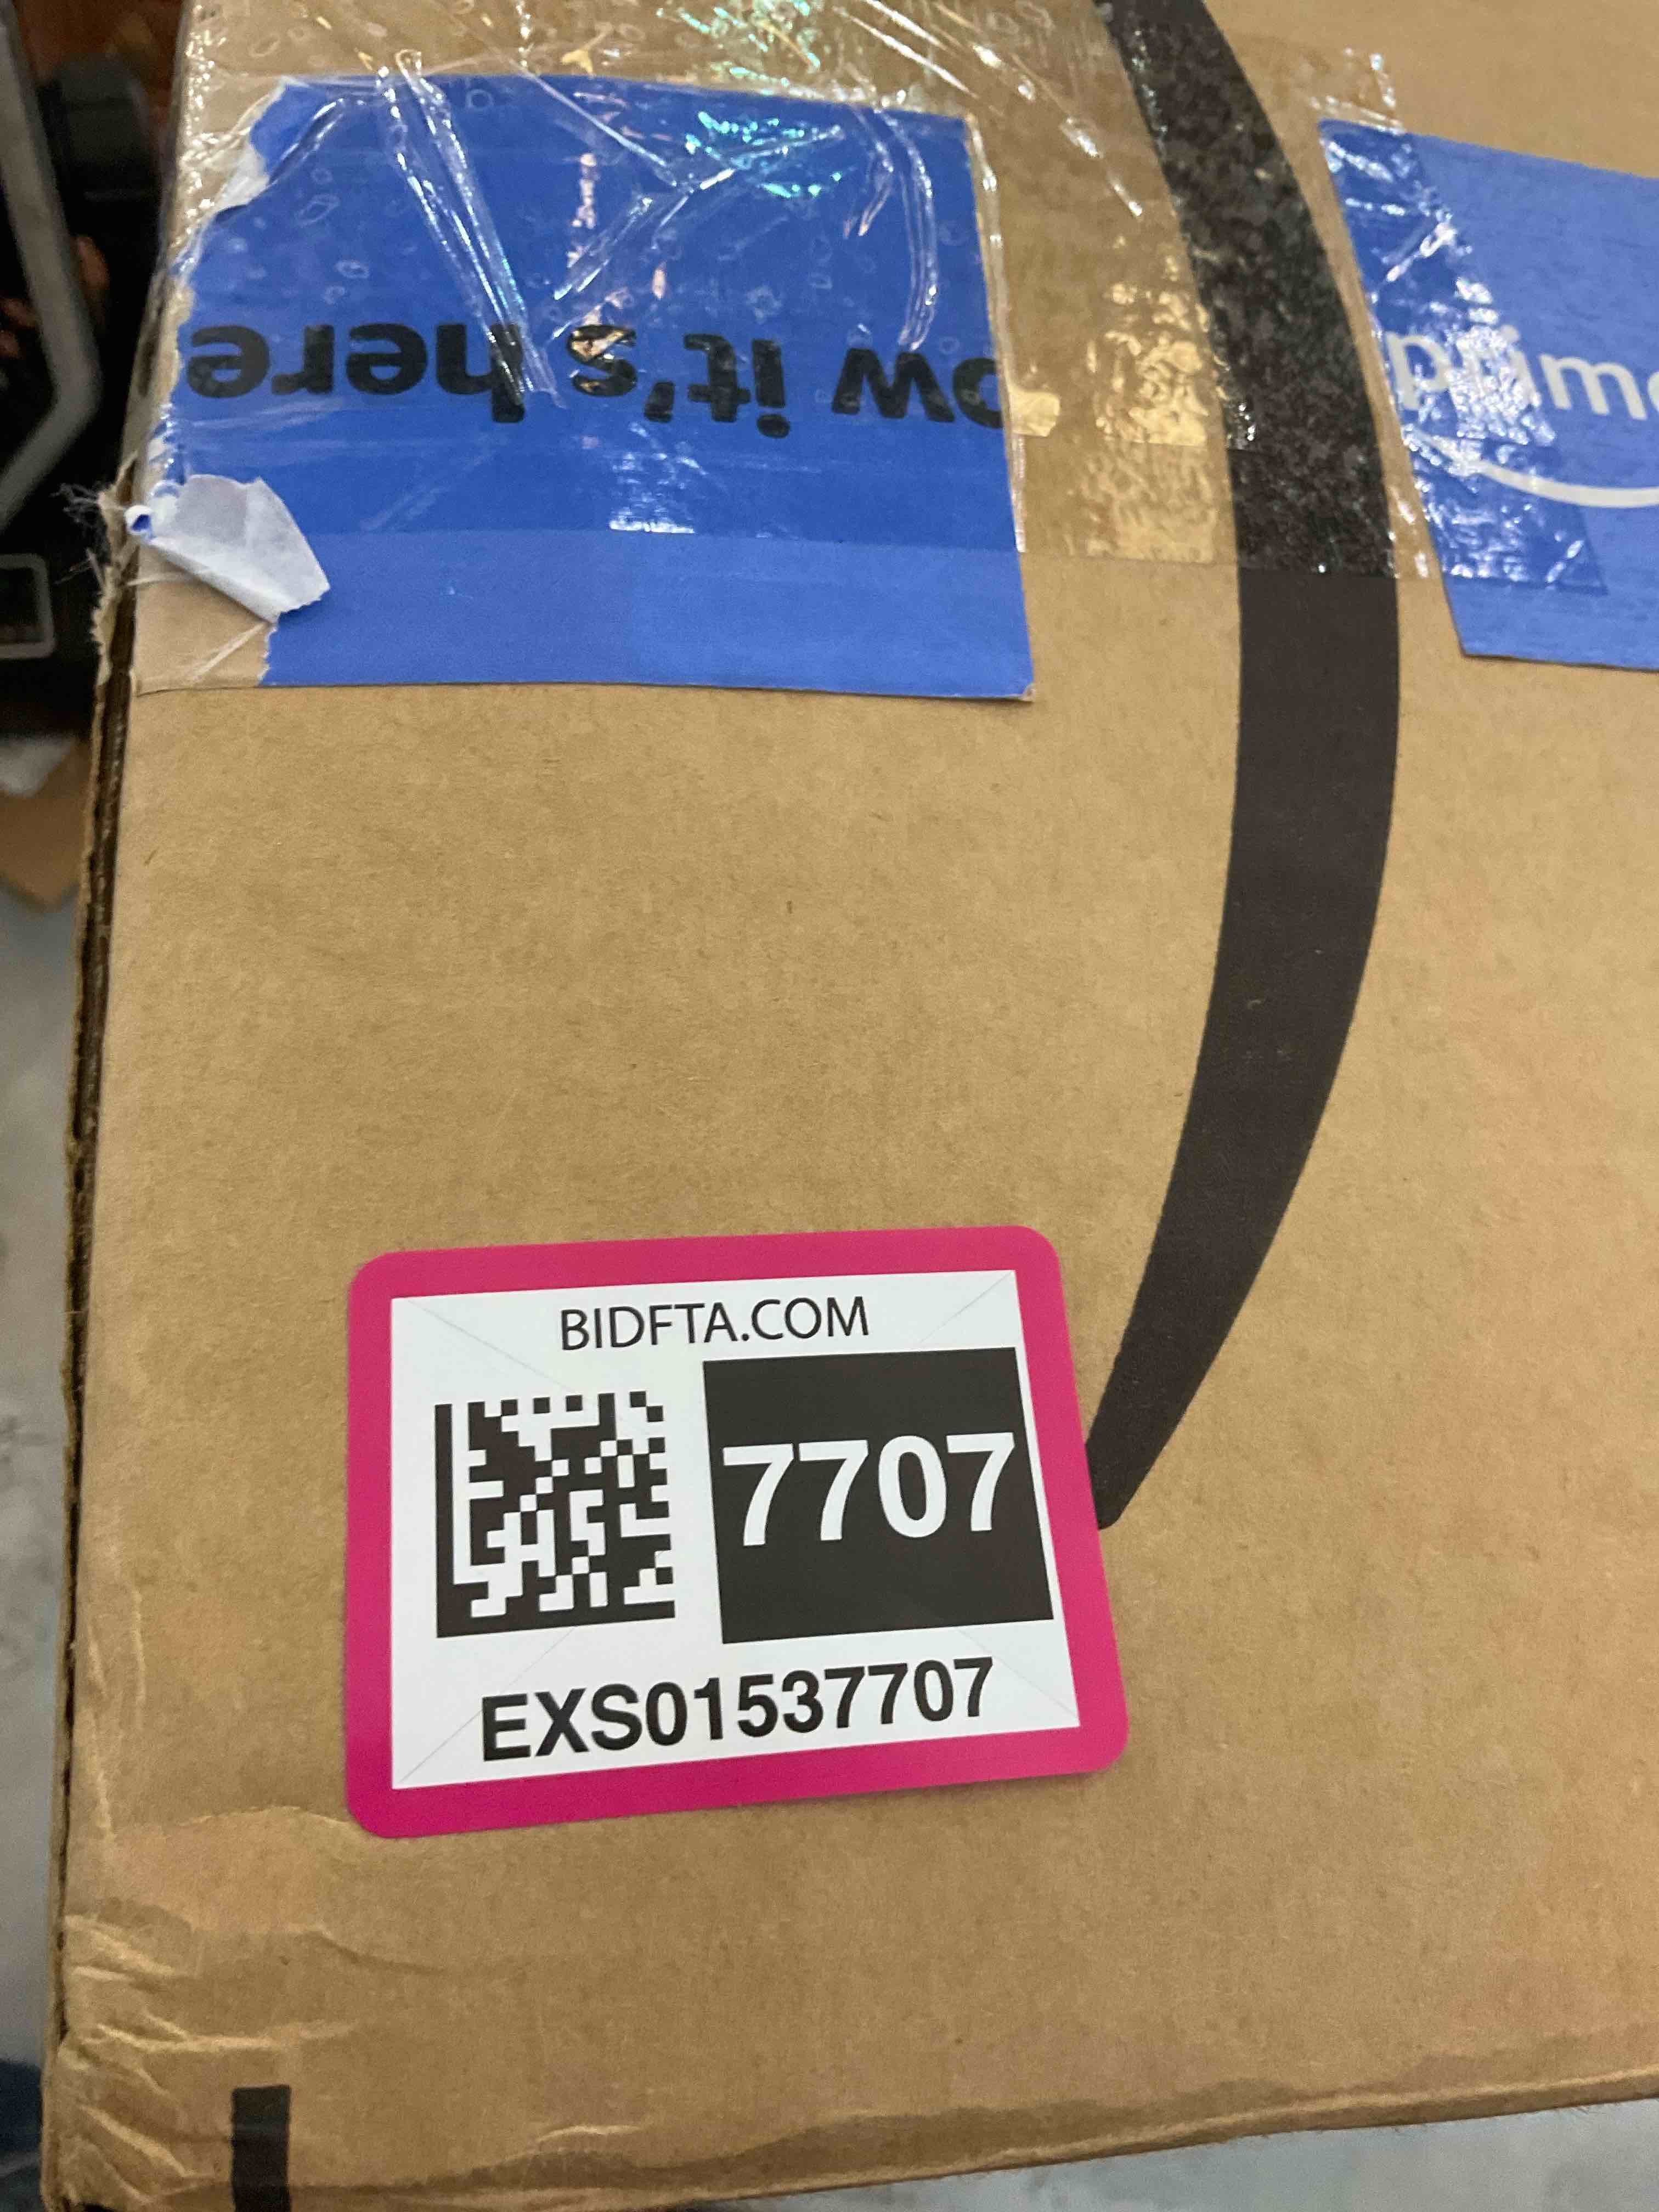 ow it's here
prime
BIDFTA.COM
7707
EXS01537707